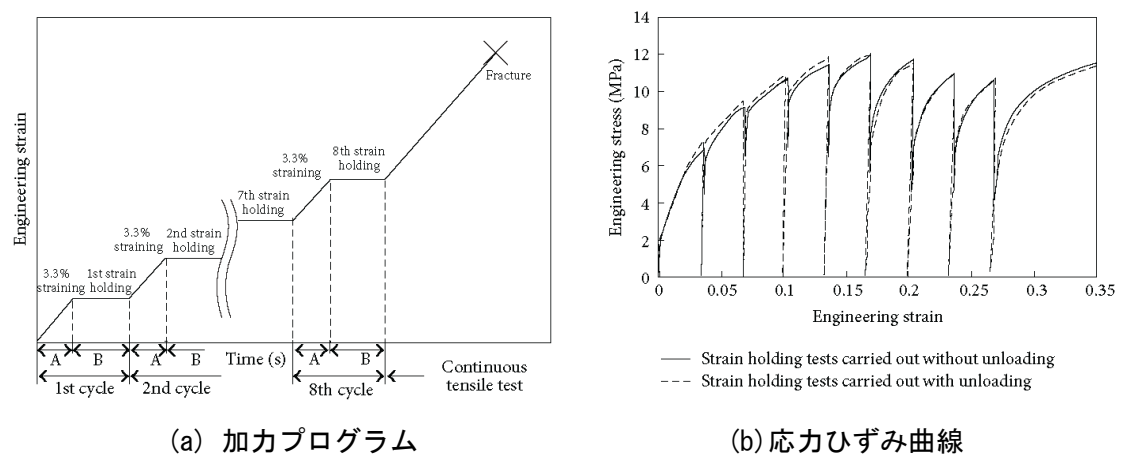 Engineering strain
Fracture
3.3%
straining
8th strain
holding
7th strain
holding
3.3%
straining
2nd strain
holding
3.3%
straining
1st strain
holding
A
B
A
B
Time (s)
A
B
1st cycle
2nd cycle
8th cycle
Continuous
tensile test
(a) 加力プログラム
Engineering stress (MPa)
14
12
10
8
6
4
2
0
0
0.05
0.1
0.15
0.2
0.25
0.3
0.35
Engineering strain
Strain holding tests carried out without unloading
Strain holding tests carried out with unloading
(b) 応力ひずみ曲線